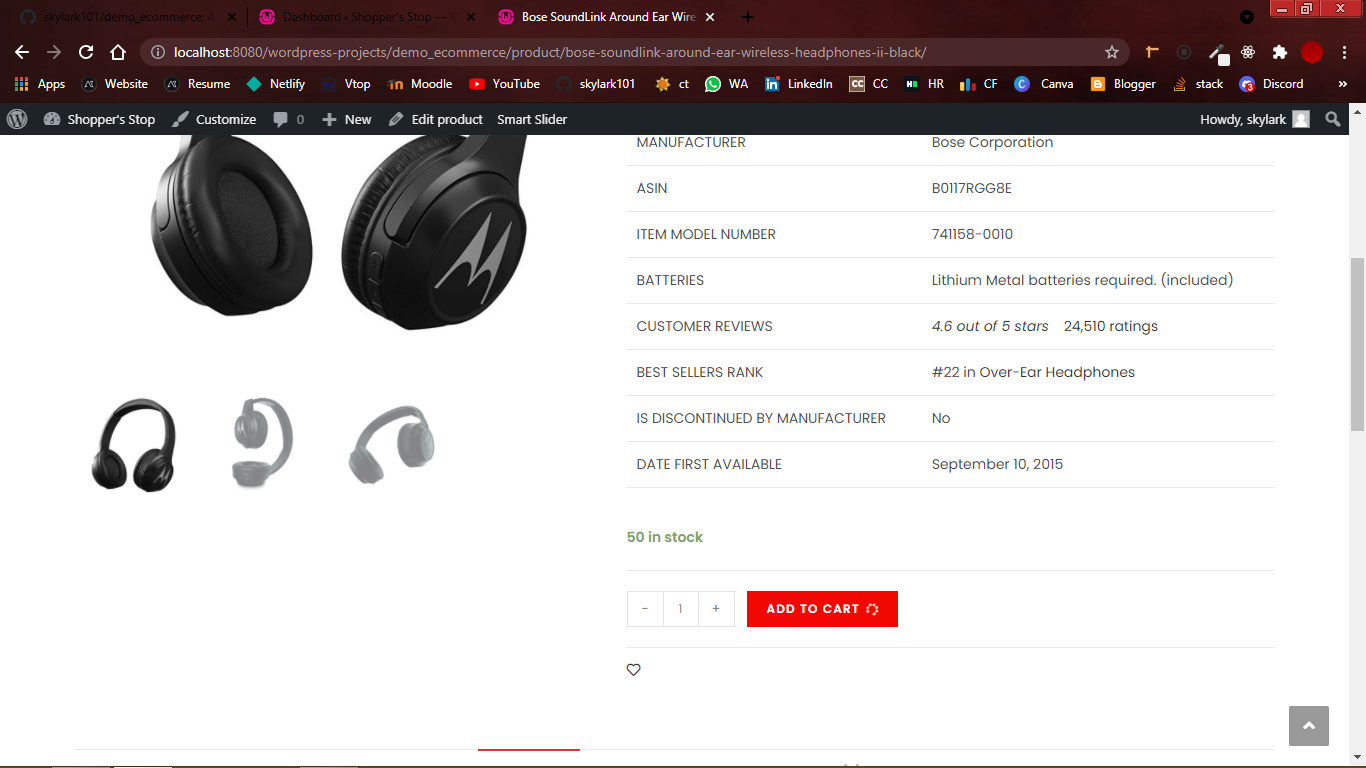 skylark101/demo_ecommerce: A
Dashboard ‹ Shopper's Stop — W
Bose SoundLink Around Ear Wire
localhost:8080/wordpress-projects/demo_ecommerce/product/bose-soundlink-around-ear-wireless-headphones-ii-black/
Apps Website Resume Netlify Vtop Moodle YouTube skylark101 ct WA LinkedIn CC CC HR CF Canva Blogger stack Discord »
Shopper's Stop Customize 0 New Edit product Smart Slider Howdy, skylark
MANUFACTURER Bose Corporation
ASIN B0117RGG8E
ITEM MODEL NUMBER 741158-0010
BATTERIES Lithium Metal batteries required. (included)
CUSTOMER REVIEWS 4.6 out of 5 stars 24,510 ratings
BEST SELLERS RANK #22 in Over-Ear Headphones
IS DISCONTINUED BY MANUFACTURER No
DATE FIRST AVAILABLE September 10, 2015
50 in stock
- 1 + ADD TO CART